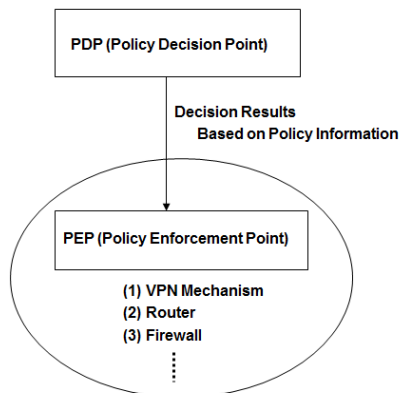 PDP (Policy Decision Point)
Decision Results
Based on Policy Information
PEP (Policy Enforcement Point)
(1) VPN Mechanism
(2) Router
(3) Firewall